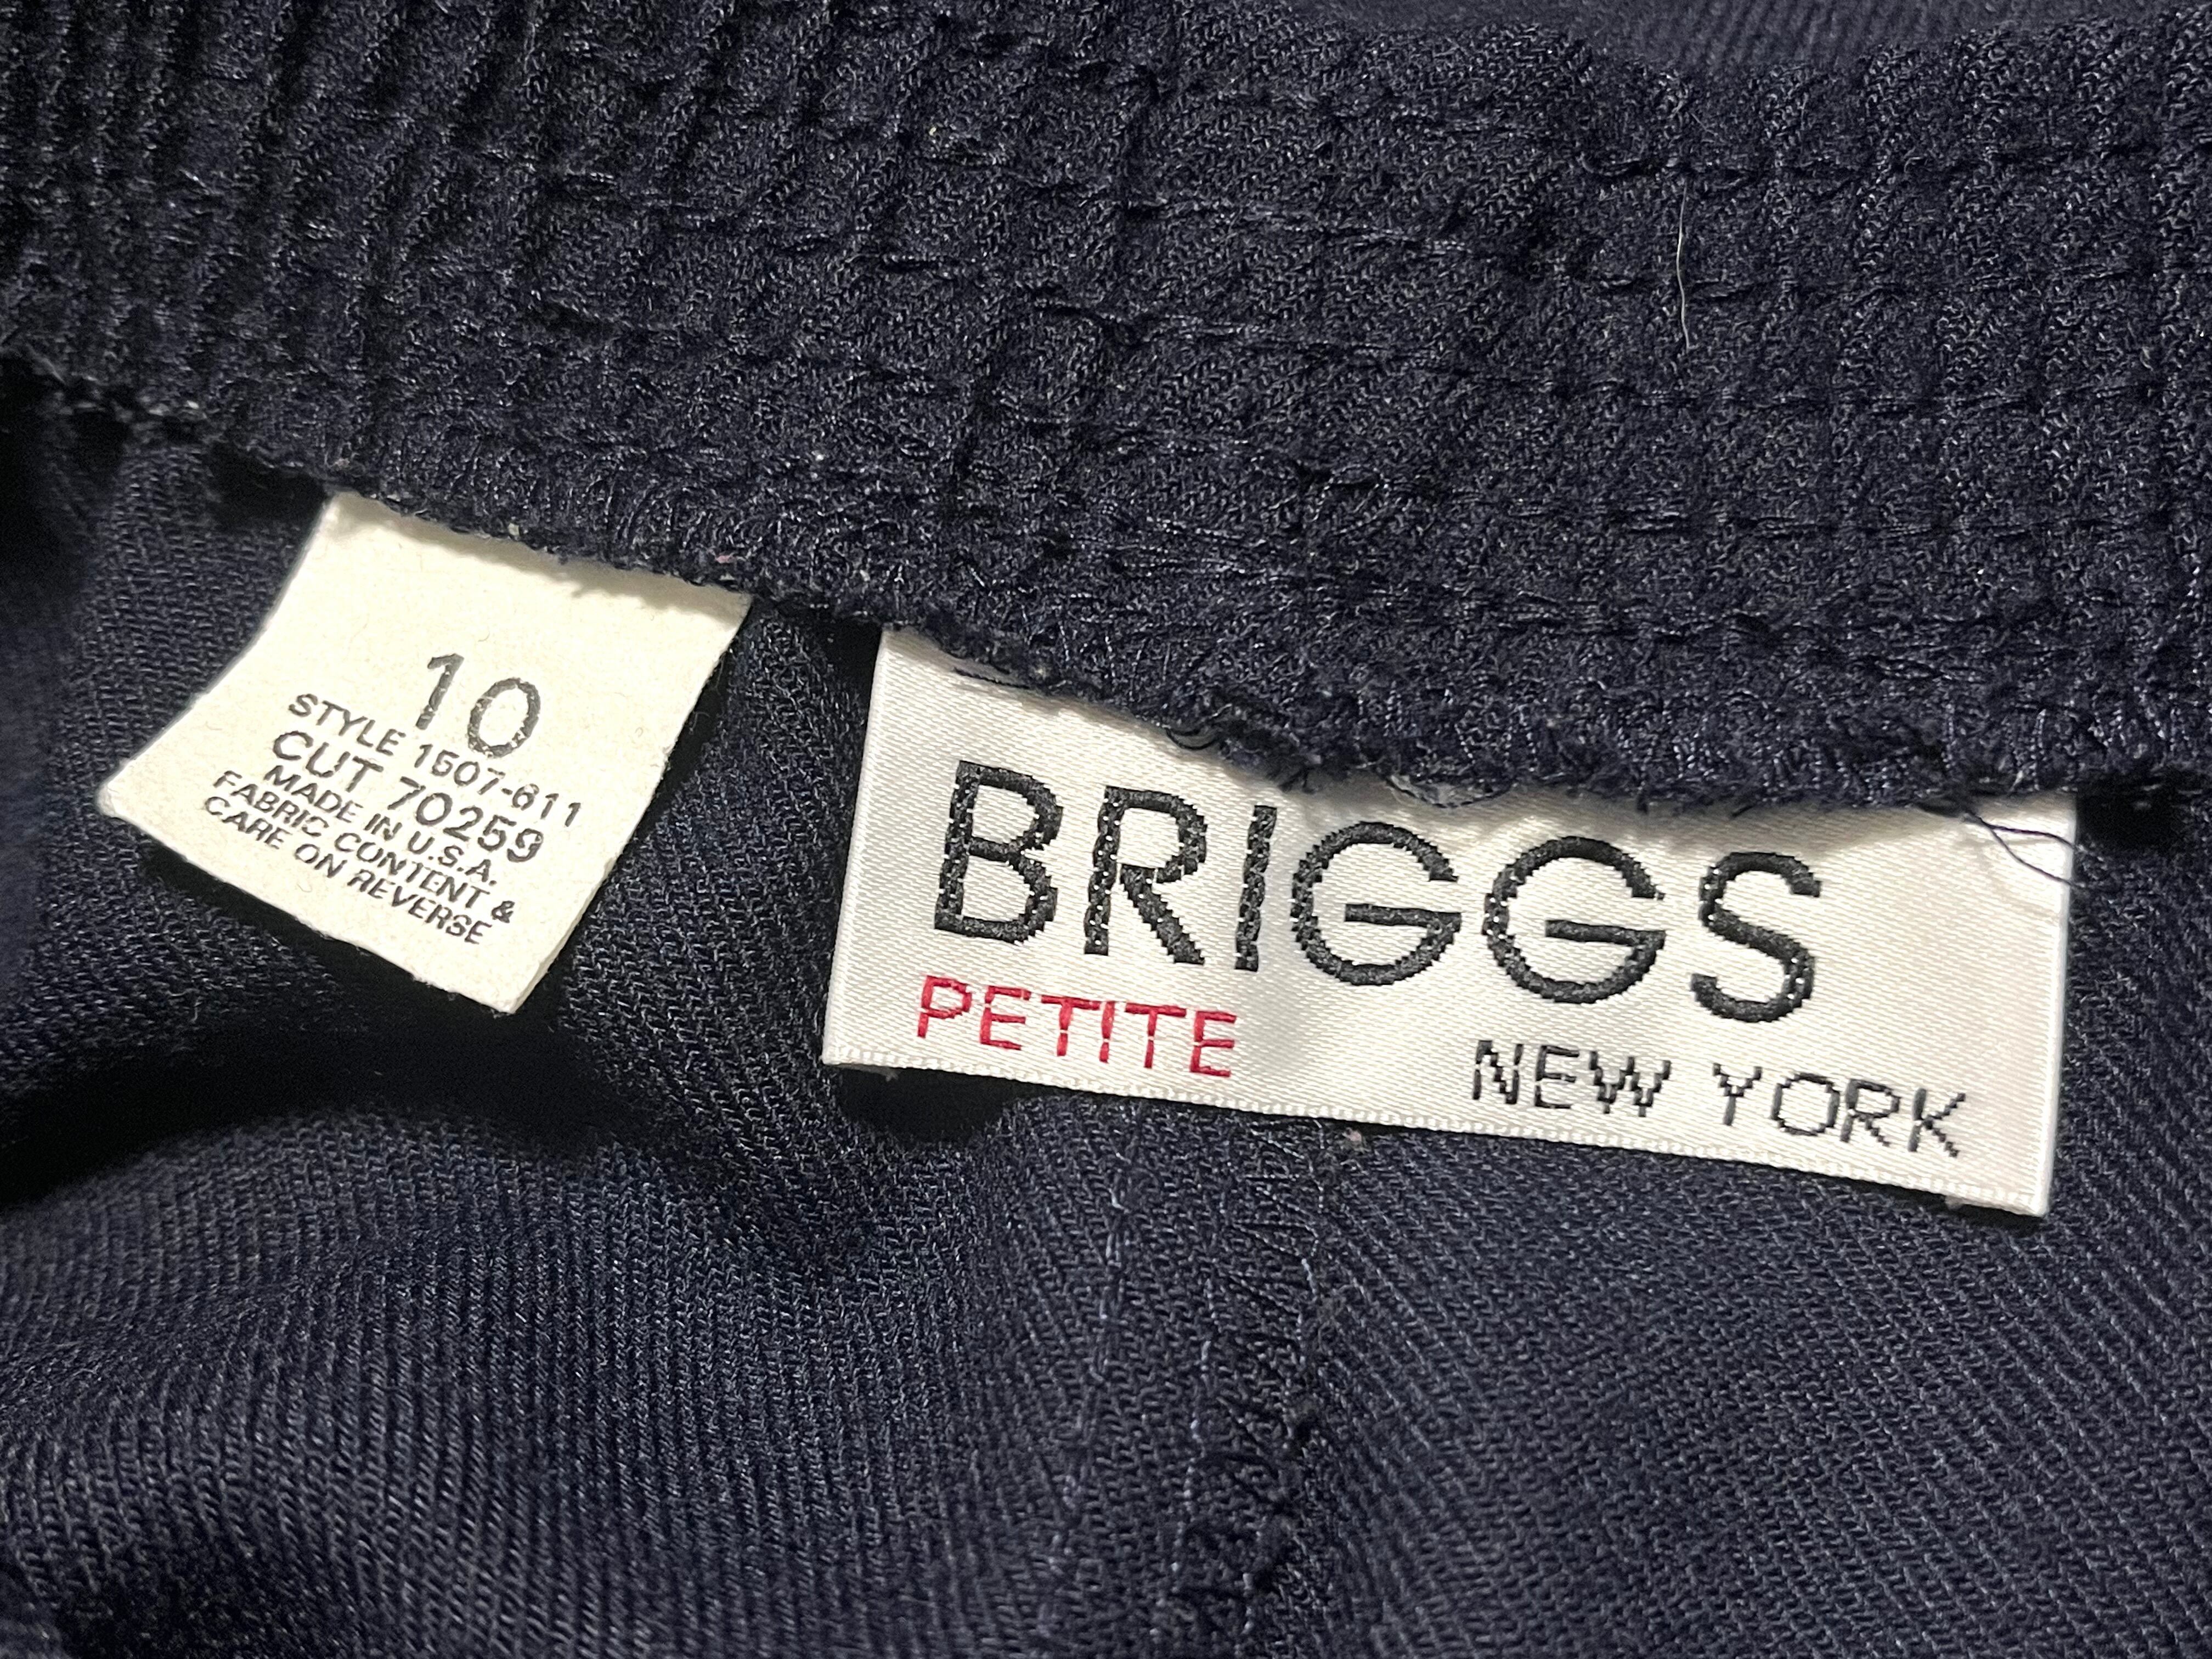 10
STYLE 1507-611
CUT 70259
MADE IN U.S.A.
FABRIC CONTENT &
CARE ON REVERSE
BRIGGS
PETITE
NEW YORK